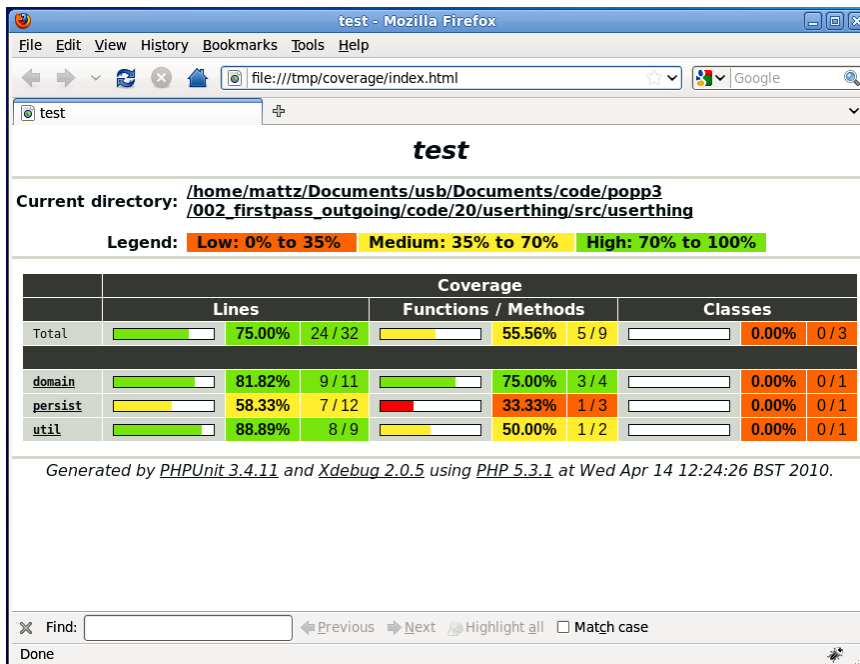 test - Mozilla Firefox
File Edit View History Bookmarks Tools Help
file:///tmp/coverage/index.html
Google
test
test
Current directory: /home/mattz/Documents/usb/Documents/code/popp3
/002_firstpass_outgoing/code/20/userthing/src/userthing
Legend: Low: 0% to 35% Medium: 35% to 70% High: 70% to 100%
Coverage
Lines Functions / Methods Classes
Total 75.00% 24 / 32 55.56% 5 / 9 0.00% 0 / 3
domain 81.82% 9 / 11 75.00% 3 / 4 0.00% 0 / 1
persist 58.33% 7 / 12 33.33% 1 / 3 0.00% 0 / 1
util 88.89% 8 / 9 50.00% 1 / 2 0.00% 0 / 1
Generated by PHPUnit 3.4.11 and Xdebug 2.0.5 using PHP 5.3.1 at Wed Apr 14 12:24:26 BST 2010.
Find: Previous Next Highlight all Match case
Done